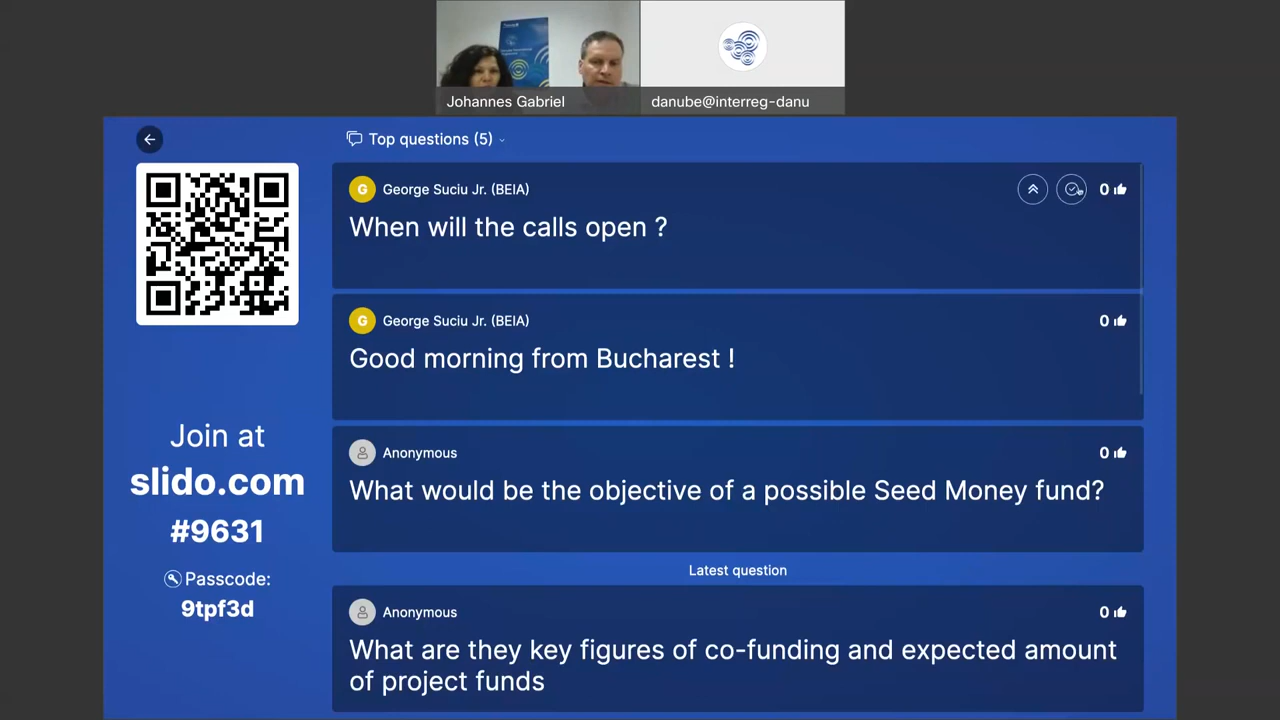 Johannes Gabriel
danube@interreg-danu
Top questions (5)
G
George Suciu Jr. (BEIA)
0
When will the calls open ?
G
George Suciu Jr. (BEIA)
0
Good morning from Bucharest !
Join at
slido.com
#9631
Passcode:
9tpf3d
Anonymous
0
What would be the objective of a possible Seed Money fund?
Latest question
Anonymous
0
What are they key figures of co-funding and expected amount
of project funds